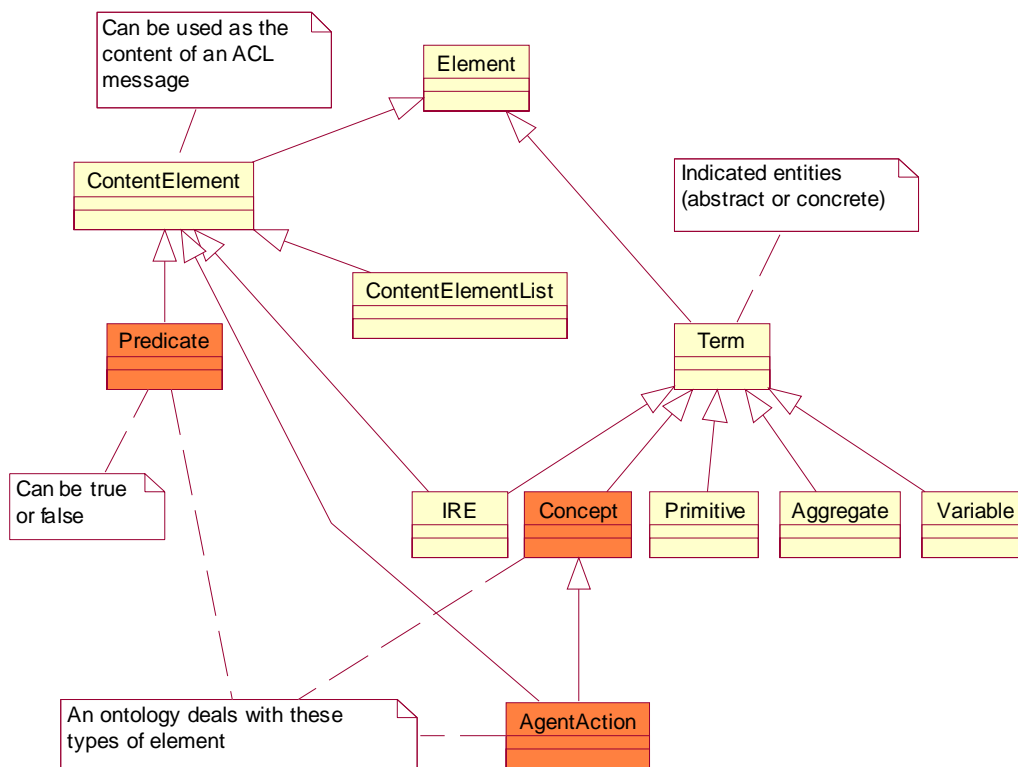 Can be used as the
content of an ACL
message
Element
ContentElement
Indicated entities
(abstract or concrete)
ContentElementList
Predicate
Term
Can be true
or false
IRE
Concept
Primitive
Aggregate
Variable
An ontology deals with these
types of element
AgentAction